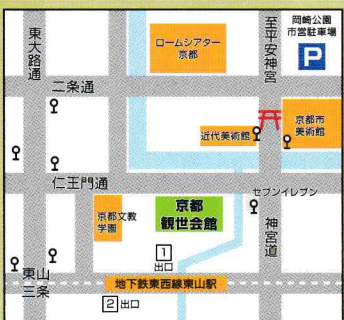 東大路通
ロームシアター
京都
至平安神宮
岡崎公園
市営駐車場
P
二条通
近代美術館
京都市
美術館
仁王門通
セブンイレブン
京都文教
学園
京都
観世会館
神宮道
1
出口
東山
三条
地下鉄東西線東山駅
2 出口